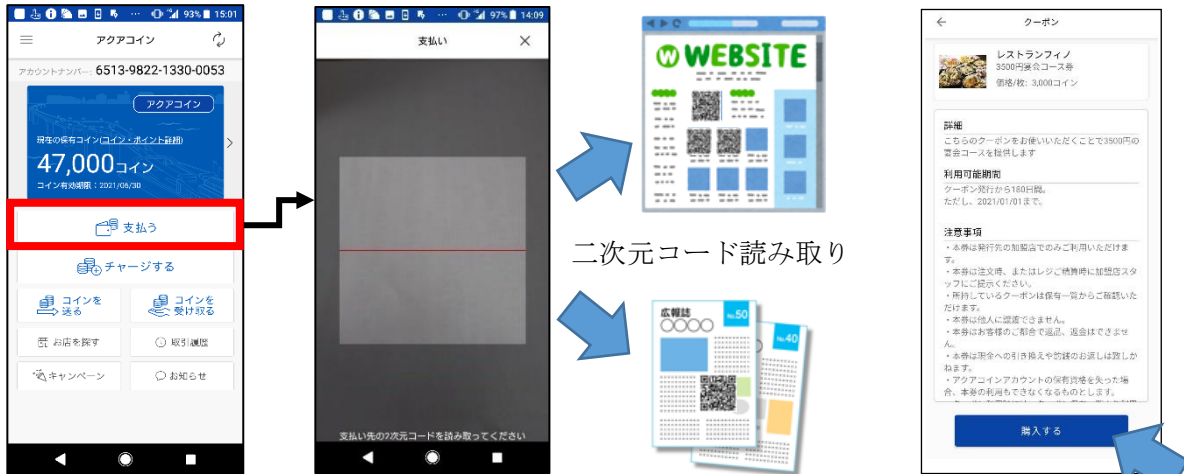 93% 15:01
アクアコイン
アカウントナンバー: 6513-9822-1330-0053
アクアコイン
現在の保有コイン(コイン・ポイント詳細)
47,000コイン
コイン有効期限：2021/06/30
支払う
チャージする
コインを送る
コインを受け取る
お店を探す
取引履歴
キャンペーン
お知らせ
97% 14:09
支払い
支払い先の2次元コードを読み取ってください
WEBSITE
二次元コード読み取り
広報誌
No.50
No.40
クーポン
レストランフィノ
3500円宴会コース券
価格/枚: 3,000コイン
詳細
こちらのクーポンをお使いいただくことで3500円の
宴会コースを提供します
利用可能期間
クーポン発行から180日間。
ただし、2021/01/01まで。
注意事項
・本券は発行元の加盟店でのみご利用いただけま
す。
・本券は注文時、またはレジご精算時に加盟店スタ
ッフにご提示ください。
・所持しているクーポンは保有一覧からご確認いた
だけます。
・本券は他人に譲渡できません。
・本券はお客様のご都合で返品、返金はできませ
ん。
・本券は現金への引き換えや釣銭のお返しは致しか
ねます。
・アクアコインアカウントの保有資格を失った場
合、本券の利用もできなくなるものとします。
購入する